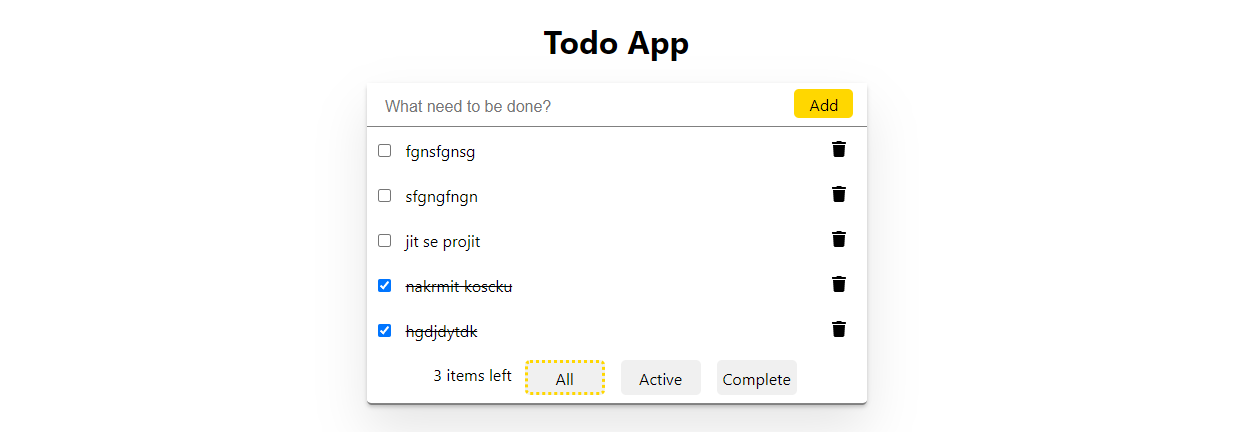 Todo App
What need to be done? Add
fgnsfgnsg
sfgngfngn
jit se projit
nakrmit koscku
hgdjdytdk
3 items left All Active Complete